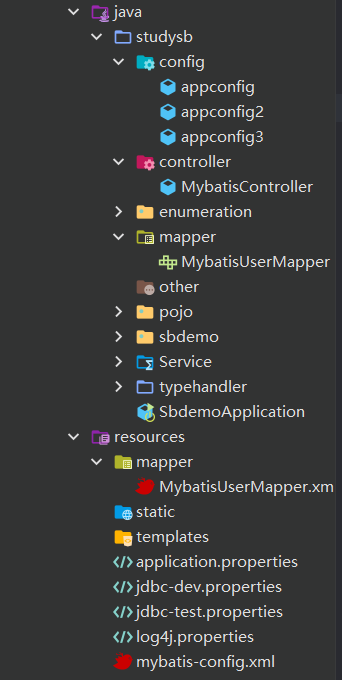 java
studysb
config
appconfig
appconfig2
appconfig3
controller
MybatisController
enumeration
mapper
MybatisUserMapper
other
pojo
sbdemo
Service
typehandler
SbdemoApplication
resources
mapper
MybatisUserMapper.xm
static
templates
application.properties
jdbc-dev.properties
jdbc-test.properties
log4j.properties
mybatis-config.xml